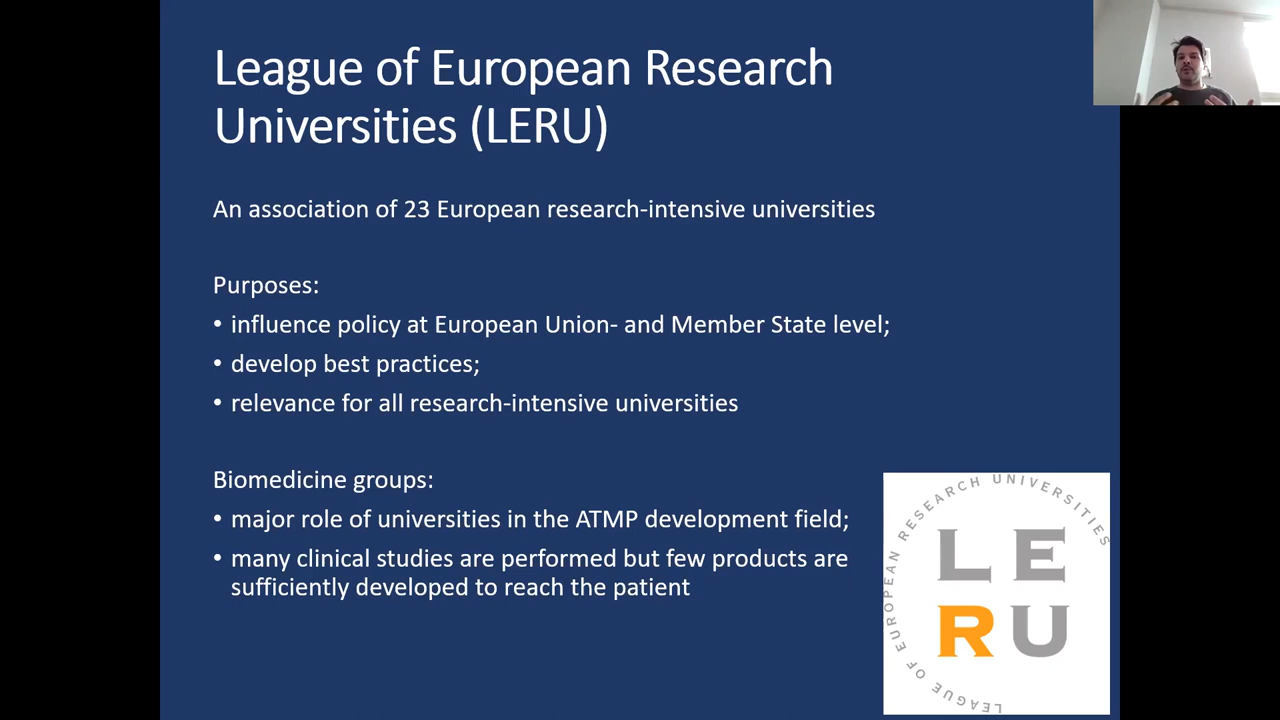 League of European Research
Universities (LERU)
An association of 23 European research-intensive universities
Purposes:
• influence policy at European Union- and Member State level;
• develop best practices;
• relevance for all research-intensive universities
Biomedicine groups:
• major role of universities in the ATMP development field;
• many clinical studies are performed but few products are
sufficiently developed to reach the patient
LEAGUE OF EUROPEAN RESEARCH UNIVERSITIES
L E
R U